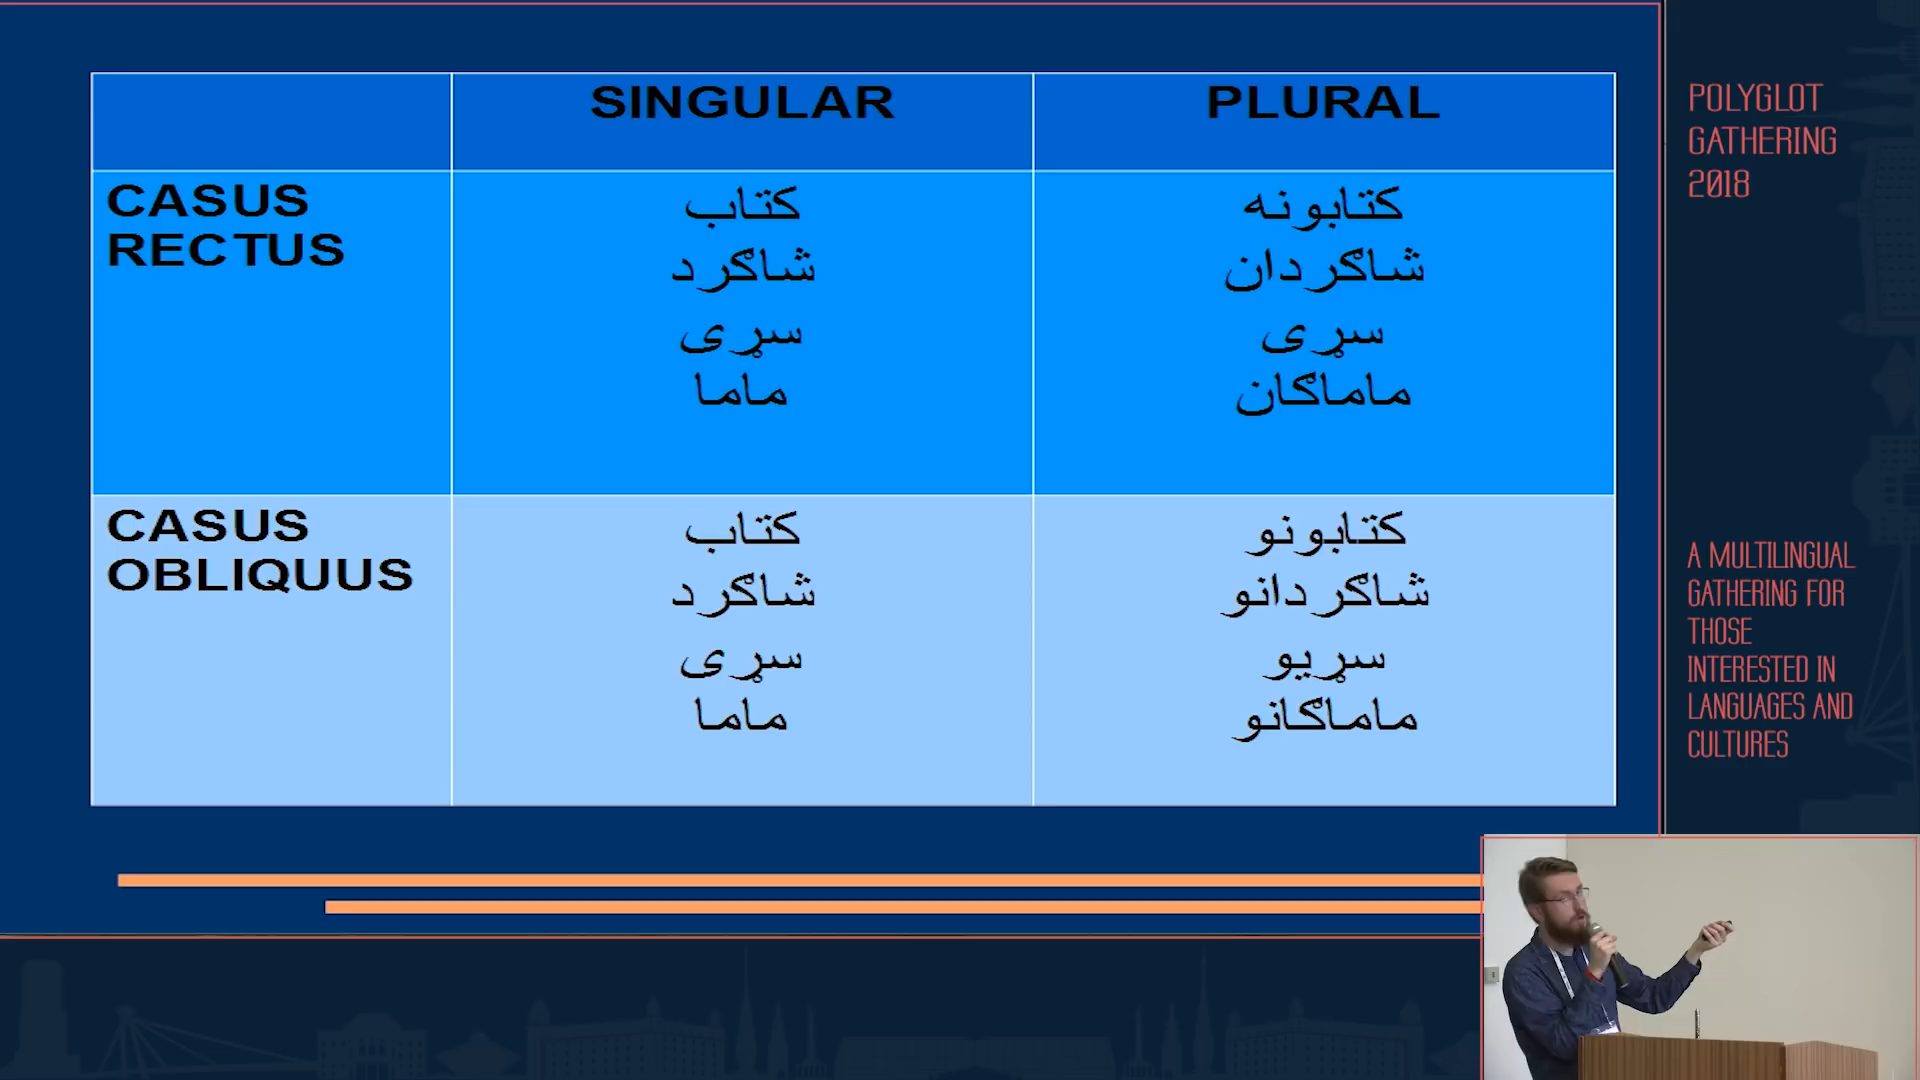 SINGULAR
PLURAL
CASUS
RECTUS
کتاب
شاګرد
سړی
ماما
کتابونه
شاګردان
سړی
ماماګان
CASUS
OBLIQUUS
کتاب
شاګرد
سړی
ماما
کتابونو
شاګردانو
سړیو
ماماګانو
POLYGLOT
GATHERING
2018
A MULTILINGUAL
GATHERING FOR
THOSE
INTERESTED IN
LANGUAGES AND
CULTURES